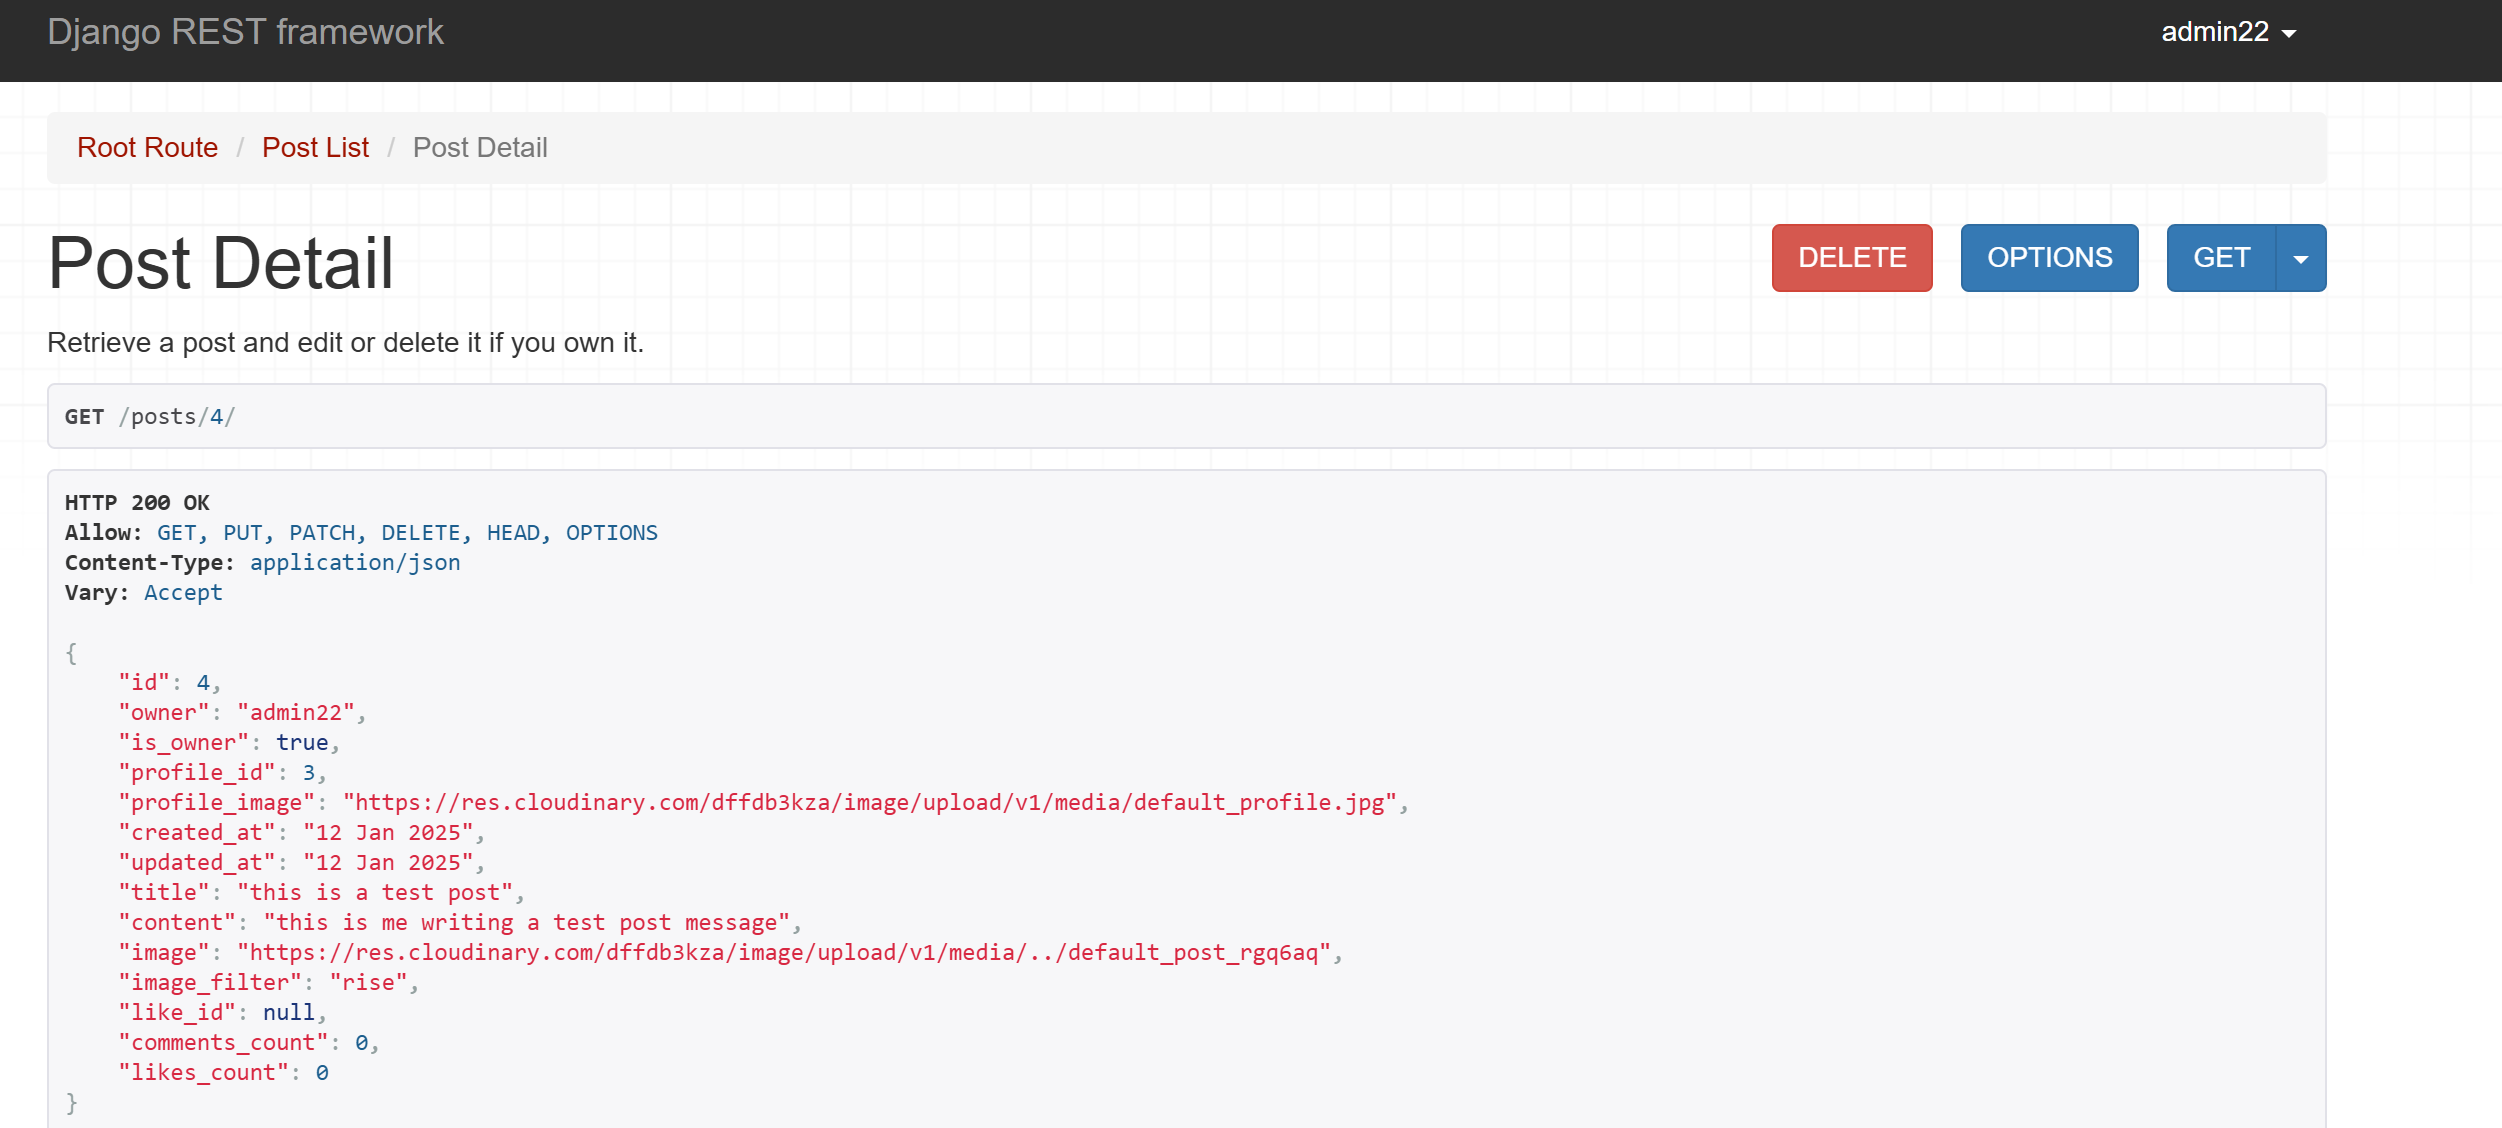 Django REST framework
admin22
Root Route / Post List / Post Detail
Post Detail
DELETE
OPTIONS
GET
Retrieve a post and edit or delete it if you own it.
GET /posts/4/
HTTP 200 OK
Allow: GET, PUT, PATCH, DELETE, HEAD, OPTIONS
Content-Type: application/json
Vary: Accept
{
    "id": 4,
    "owner": "admin22",
    "is_owner": true,
    "profile_id": 3,
    "profile_image": "https://res.cloudinary.com/dffdb3kza/image/upload/v1/media/default_profile.jpg",
    "created_at": "12 Jan 2025",
    "updated_at": "12 Jan 2025",
    "title": "this is a test post",
    "content": "this is me writing a test post message",
    "image": "https://res.cloudinary.com/dffdb3kza/image/upload/v1/media/../default_post_rgq6aq",
    "image_filter": "rise",
    "like_id": null,
    "comments_count": 0,
    "likes_count": 0
}